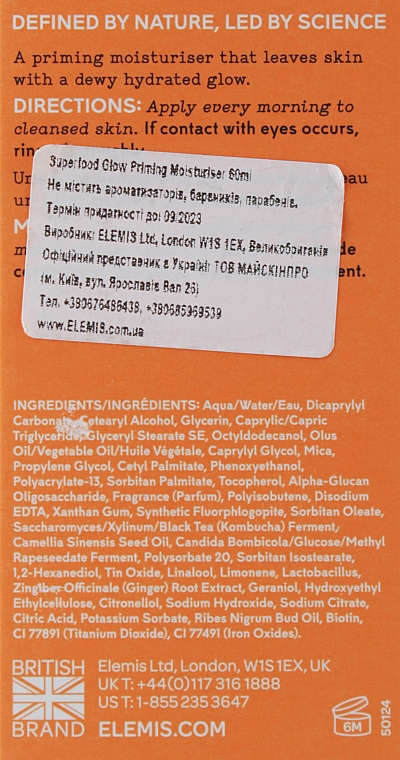 DEFINED BY NATURE, LED BY SCIENCE
A priming moisturiser that leaves skin
with a dewy hydrated glow.
DIRECTIONS: Apply every morning to
cleansed skin. If contact with eyes occurs,
Superfood Glow Priming Moisturiser 60ml
Не містить ароматизаторів, барвників, парабенів.
Термін придатності до: 09.2023
Виробник: ELEMIS Ltd, London W1S 1EX, Великобританія
Офіційний представник в Україні: ТОВ МАЙСКІНПРО
(м. Київ, вул. Ярославів Вал 26)
Тел. +380676486438, +380685369539
www.ELEMIS.com.ua
INGREDIENTS/INGRÉDIENTS: Aqua/Water/Eau, Dicaprylyl
Carbonate, Cetearyl Alcohol, Glycerin, Caprylic/Capric
Triglyceride, Glyceryl Stearate SE, Octyldodecanol, Olus
Oil/Vegetable Oil/Huile Végétale, Caprylyl Glycol, Mica,
Propylene Glycol, Cetyl Palmitate, Phenoxyethanol,
Polyacrylate-13, Sorbitan Palmitate, Tocopherol, Alpha-Glucan
Oligosaccharide, Fragrance (Parfum), Polyisobutene, Disodium
EDTA, Xanthan Gum, Synthetic Fluorphlogopite, Sorbitan Oleate,
Saccharomyces/Xylinum/Black Tea (Kombucha) Ferment,
Camellia Sinensis Seed Oil, Candida Bombicola/Glucose/Methyl
Rapeseedate Ferment, Polysorbate 20, Sorbitan Isostearate,
1,2-Hexanediol, Tin Oxide, Linalool, Limonene, Lactobacillus,
Zingiber Officinale (Ginger) Root Extract, Geraniol, Hydroxyethyl
Ethylcellulose, Citronellol, Sodium Hydroxide, Sodium Citrate,
Citric Acid, Potassium Sorbate, Ribes Nigrum Bud Oil, Biotin,
CI 77891 (Titanium Dioxide), CI 77491 (Iron Oxides).
BRITISH
BRAND
Elemis Ltd, London, W1S 1EX, UK
UK T: +44(0)117 316 1888
US T: 1-855 235 3647
ELEMIS.COM
6M
50124